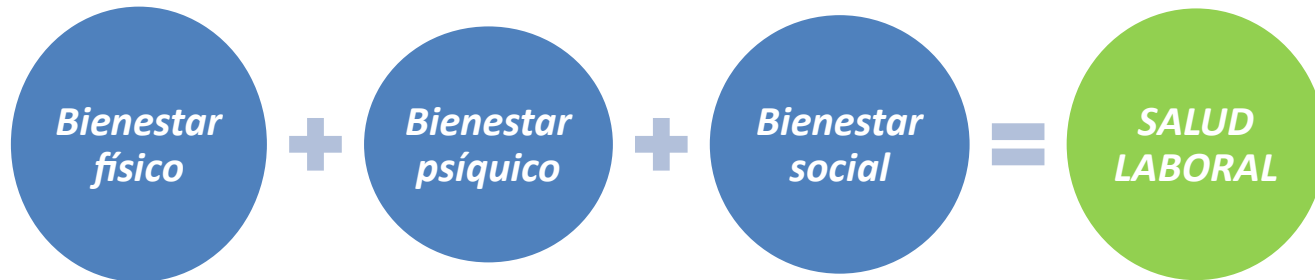 Bienestar
físico
+
Bienestar
psíquico
+
Bienestar
social
=
SALUD
LABORAL